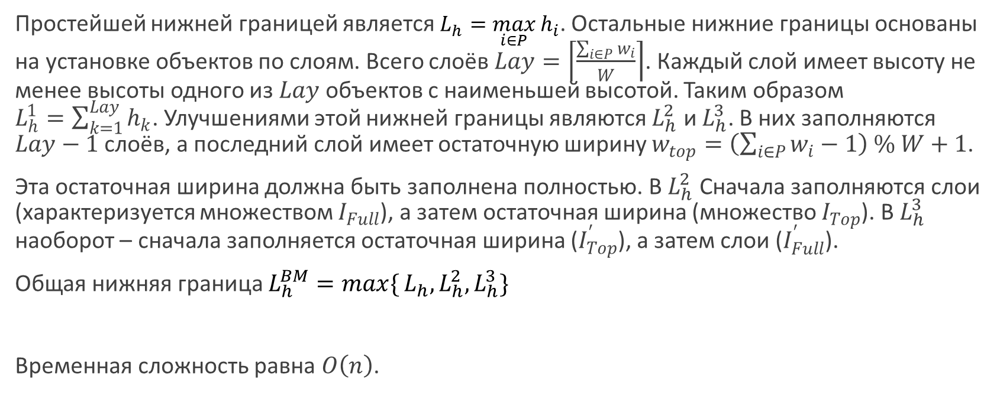 Простейшей нижней границей является $L_h = \max_{i \in P} h_i$. Остальные нижние границы основаны
на установке объектов по слоям. Всего слоёв $Lay = \left\lceil \frac{\sum_{i \in P} w_i}{W} \right\rceil$. Каждый слой имеет высоту не
менее высоты одного из $Lay$ объектов с наименьшей высотой. Таким образом
$L_h^1 = \sum_{k=1}^{Lay} h_k$. Улучшениями этой нижней границы являются $L_h^2$ и $L_h^3$. В них заполняются
$Lay - 1$ слоёв, а последний слой имеет остаточную ширину $w_{top} = (\sum_{i \in P} w_i - 1) \% W + 1$.
Эта остаточная ширина должна быть заполнена полностью. В $L_h^2$ Сначала заполняются слои
(характеризуется множеством $I_{Full}$), а затем остаточная ширина (множество $I_{Top}$). В $L_h^3$
наоборот – сначала заполняется остаточная ширина ($I_{Top}^{'}$), а затем слои ($I_{Full}^{'}$).
Общая нижняя граница $L_h^{BM} = max\{ L_h, L_h^2, L_h^3\}$
Временная сложность равна $O(n)$.